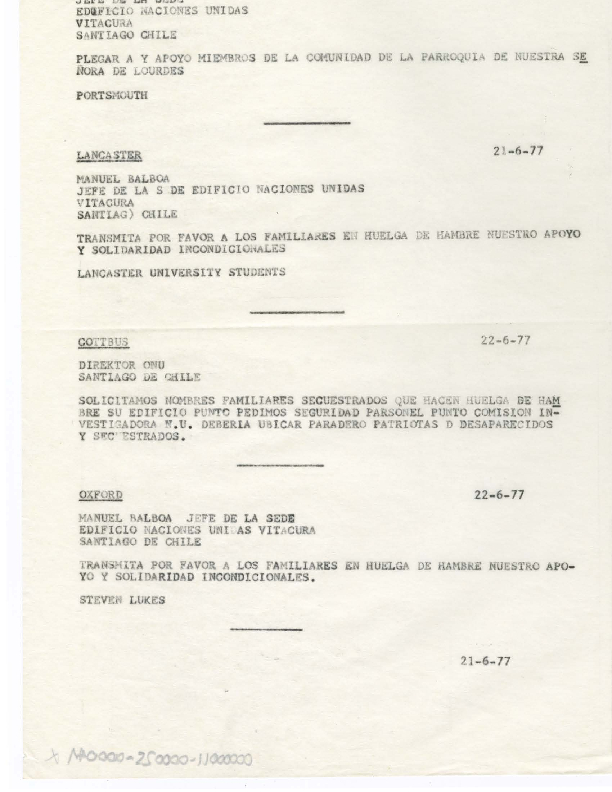 JEFE DE LA SEDE
EDIFICIO NACIONES UNIDAS
VITACURA
SANTIAGO CHILE
PLEGAR A Y APOYO MIEMBROS DE LA COMUNIDAD DE LA PARROQUIA DE NUESTRA SE
ÑORA DE LOURDES
PORTSMOUTH
LANCASTER 21-6-77
MANUEL BALBOA
JEFE DE LA S DE EDIFICIO NACIONES UNIDAS
VITACURA
SANTIAG) CHILE
TRANSMITA POR FAVOR A LOS FAMILIARES EN HUELGA DE HAMBRE NUESTRO APOYO
Y SOLIDARIDAD INCONDICIONALES
LANCASTER UNIVERSITY STUDENTS
COTTBUS 22-6-77
DIREKTOR ONU
SANTIAGO DE CHILE
SOLICITAMOS NOMBRES FAMILIARES SECUESTRADOS QUE HACEN HUELGA DE HAM
BRE SU EDIFICIO PUNTO PEDIMOS SEGURIDAD PARSONEL PUNTO COMISION IN-
VESTIGADORA N.U. DEBERIA UBICAR PARADERO PATRIOTAS D DESAPARECIDOS
Y SEC ESTRADOS.
OXFORD 22-6-77
MANUEL BALBOA JEFE DE LA SEDE
EDIFICIO NACIONES UNIDAS VITACURA
SANTIAGO DE CHILE
TRANSMITA POR FAVOR A LOS FAMILIARES EN HUELGA DE HAMBRE NUESTRO APO-
YO Y SOLIDARIDAD INCONDICIONALES.
STEVEN LUKES
21-6-77